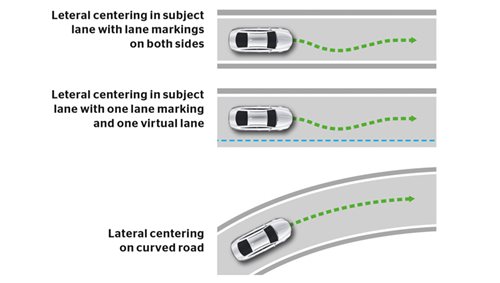 Leteral centering in subject
lane with lane markings
on both sides
Leteral centering in subject
lane with one lane marking
and one virtual lane
Lateral centering
on curved road